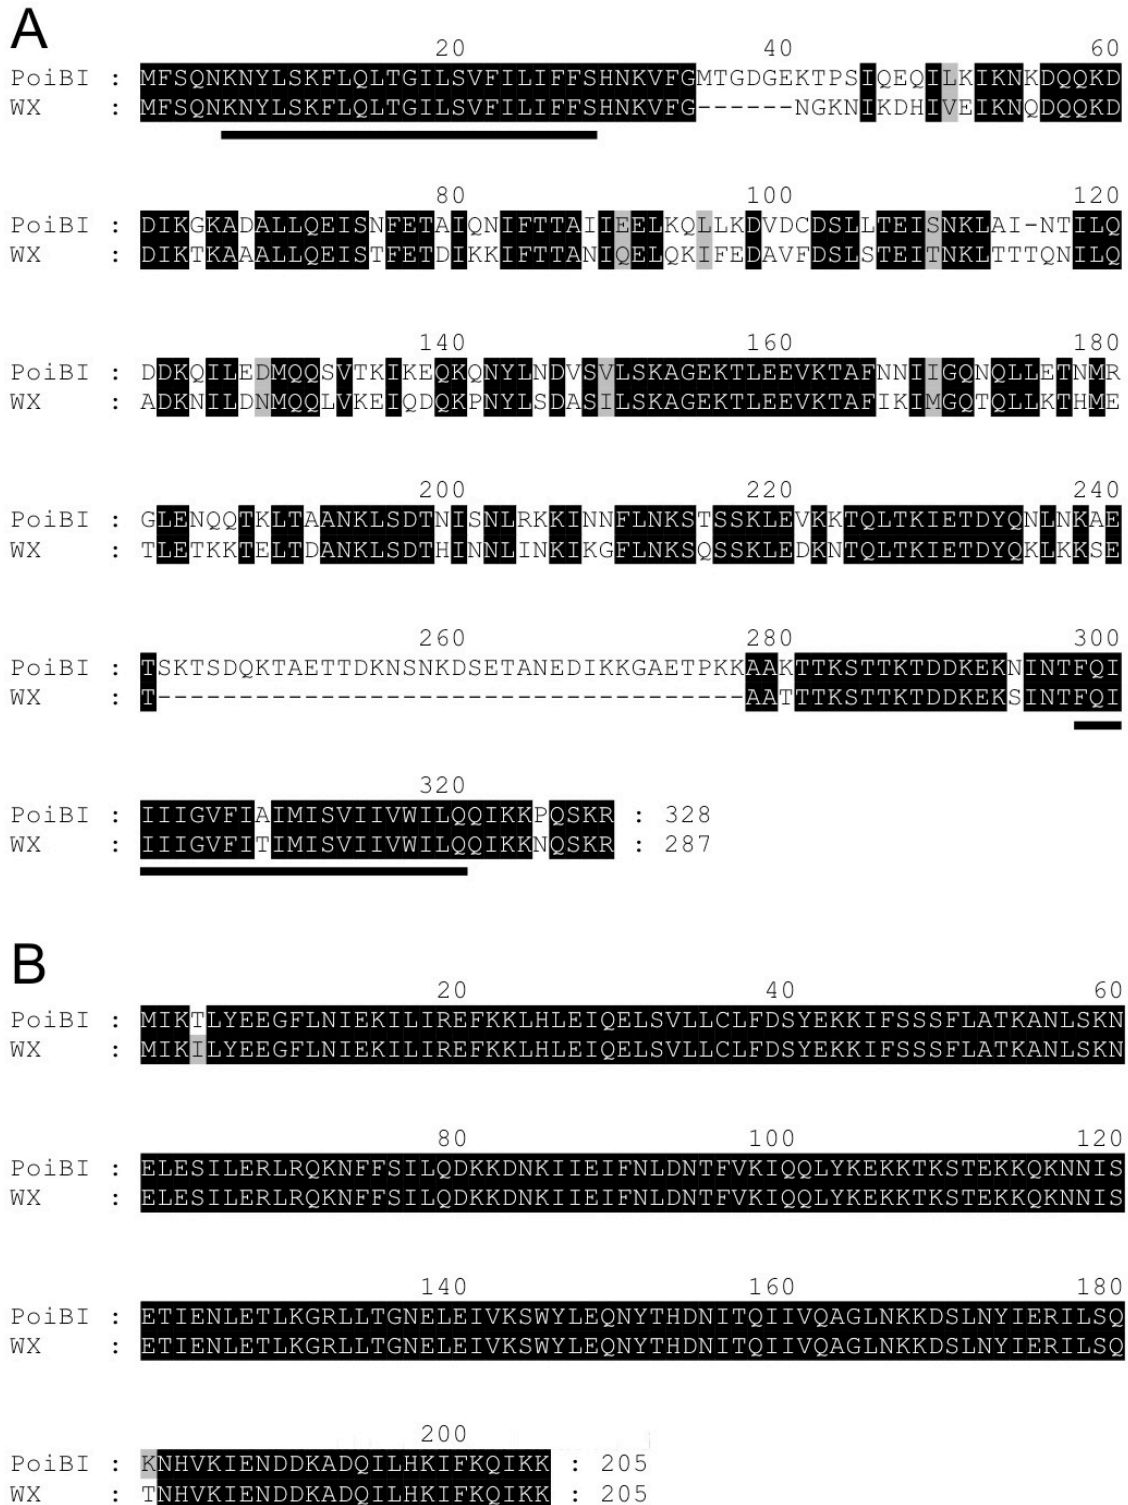 A
20 40 60
PoiBI : MFSQNKNYLSKFLQLTGILSVFILIFFSHNKVFGMTGDGEKTPSIQEQILKIKNKDQQKD
WX : MFSQNKNYLSKFLQLTGILSVFILIFFSHNKVFG------NGKNIKDHIVEIKNQDQQKD
80 100 120
PoiBI : DIKGKADALLQEISNFETAIQNIFTTAIIEELKQLLKDVDCDSLLTEISNKLAI-NTILQ
WX : DIKTKAAALLQEISTFETDIKKIFTTANIQELQKIFEDAVFDSLSTEITNKLTTTQNILQ
140 160 180
PoiBI : DDKQILEDMQQSVTKIKEQKQNYLNDVSVLSKAGEKTLEEVKTAFNNIIGQNQLLETNMR
WX : ADKNILDNMQQLVKEIQDQKPNYLSDASILSKAGEKTLEEVKTAFIKIMGQTQLLKTHME
200 220 240
PoiBI : GLENQQTKLTAANKLSDTNISNLRKKINNFLNKSTSSKLEVKKTQLTKIETDYQNLNKAE
WX : TLETKKTELTDANKLSDTHINNLINKIKGFLNKSQSSKLEDKNTQLTKIETDYQKLKKSE
260 280 300
PoiBI : TSKTSDQKTAETTDKNSNKDSETANEDIKKGAETPKKAAKTTKSTTKTDDKEKNINTFQI
WX : T------------------------------------AATTTKSTTKTDDKEKSINTFQI
320
PoiBI : IIIGVFIAIMISVIIVWILQQIKKPQSKR : 328
WX : IIIGVFITIMISVIIVWILQQIKKNQSKR : 287
B
20 40 60
PoiBI : MIKTLYEEGFLNIEKILIREFKKLHLEIQELSVLLCLFDSYEKKIFSSSFLATKANLSKN
WX : MIKILYEEGFLNIEKILIREFKKLHLEIQELSVLLCLFDSYEKKIFSSSFLATKANLSKN
80 100 120
PoiBI : ELESILERLRQKNFFSILQDKKDNKIIEIFNLDNTFVKIQQLYKEKKTKSTEKKQKNNIS
WX : ELESILERLRQKNFFSILQDKKDNKIIEIFNLDNTFVKIQQLYKEKKTKSTEKKQKNNIS
140 160 180
PoiBI : ETIENLETLKGRLLTGNELEIVKSWYLEQNYTHDNITQIIVQAGLNKKDSLNYIERILSQ
WX : ETIENLETLKGRLLTGNELEIVKSWYLEQNYTHDNITQIIVQAGLNKKDSLNYIERILSQ
200
PoiBI : KNHVKIENDDKADQILHKIFKQIKK : 205
WX : TNHVKIENDDKADQILHKIFKQIKK : 205